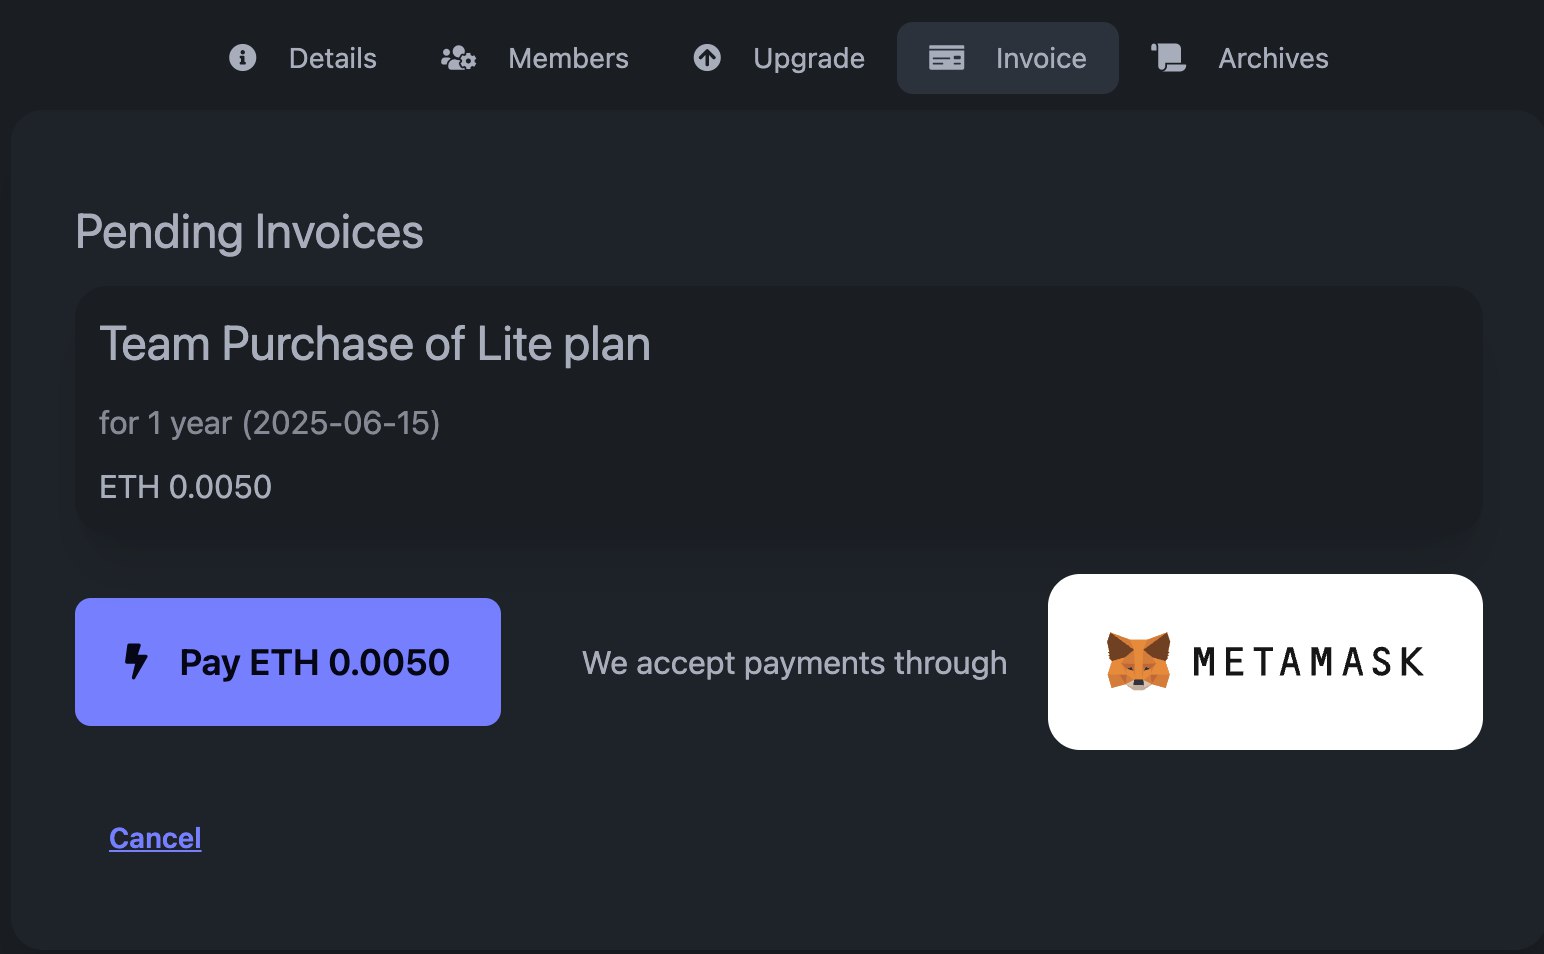 Details Members Upgrade Invoice Archives
Pending Invoices
Team Purchase of Lite plan
for 1 year (2025-06-15)
ETH 0.0050
Pay ETH 0.0050 We accept payments through METAMASK
Cancel